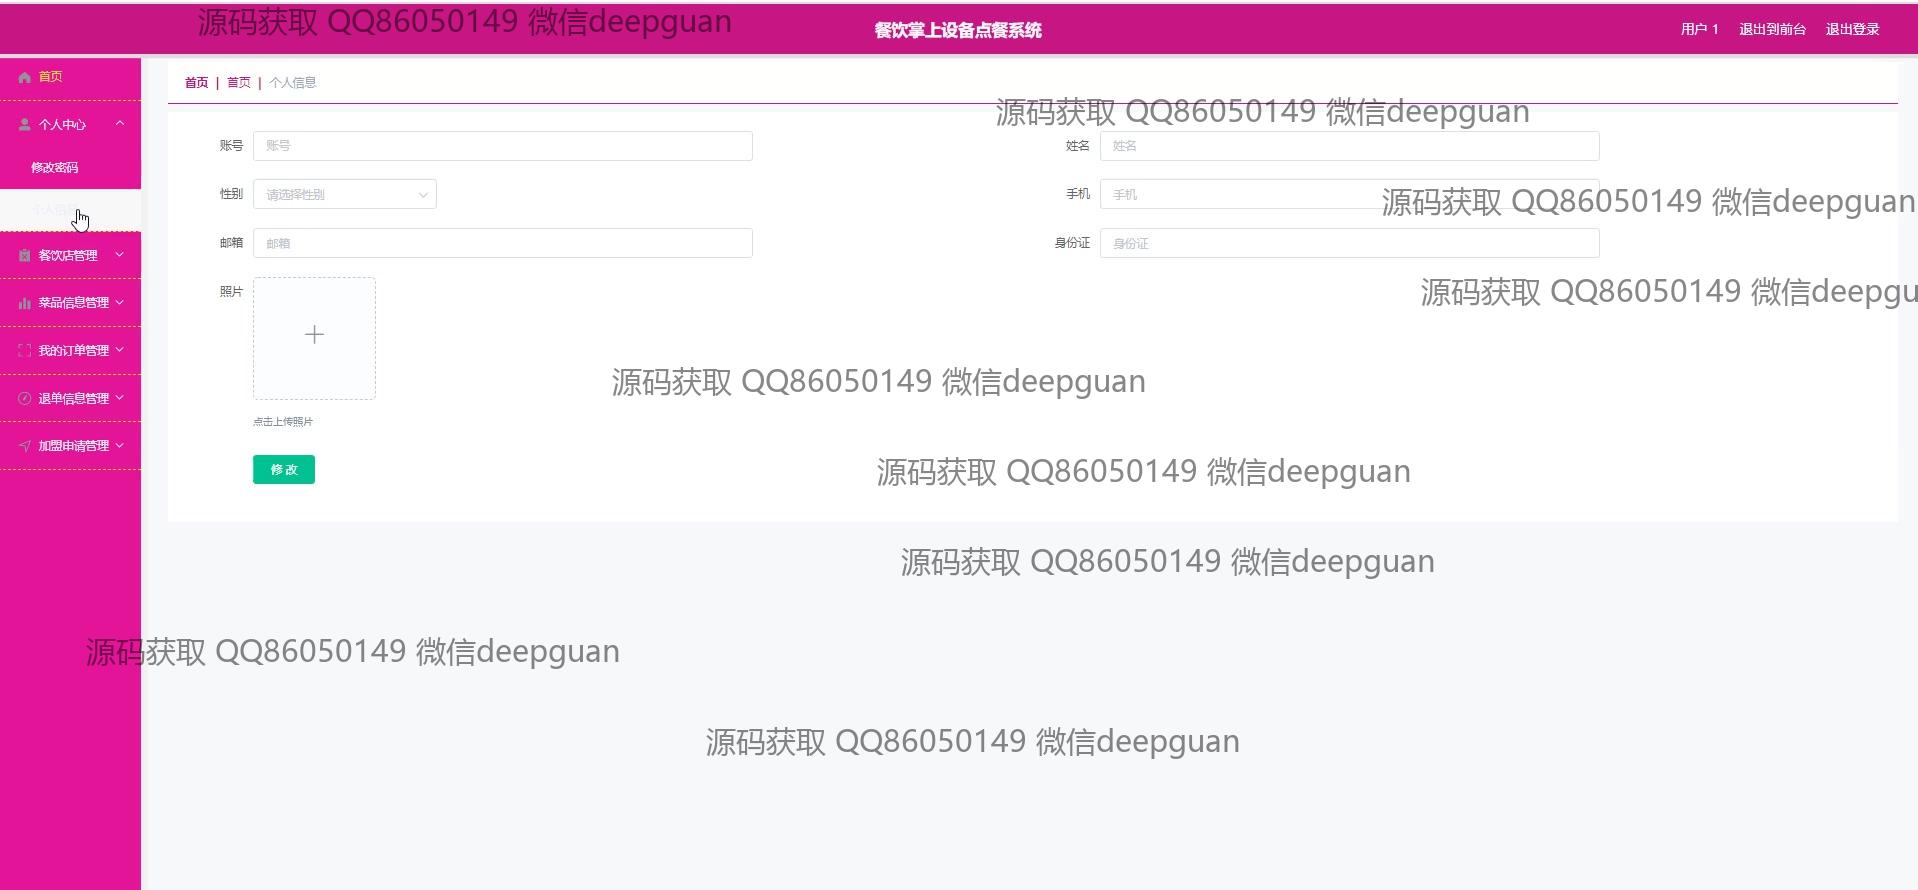 源码获取 QQ86050149 微信deepguan
餐饮掌上设备点餐系统
用户 1 退出到前台 退出登录
首页
个人中心
修改密码
个人信息
餐饮店管理
菜品信息管理
我的订单管理
退单信息管理
加盟申请管理
首页 | 首页 | 个人信息
源码获取 QQ86050149 微信deepguan
账号 账号
姓名 姓名
性别 请选择性别
手机 手机
源码获取 QQ86050149 微信deepguan
邮箱 邮箱
身份证 身份证
照片
源码获取 QQ86050149 微信deepgu
源码获取 QQ86050149 微信deepguan
点击上传照片
修改
源码获取 QQ86050149 微信deepguan
源码获取 QQ86050149 微信deepguan
源码获取 QQ86050149 微信deepguan
源码获取 QQ86050149 微信deepguan